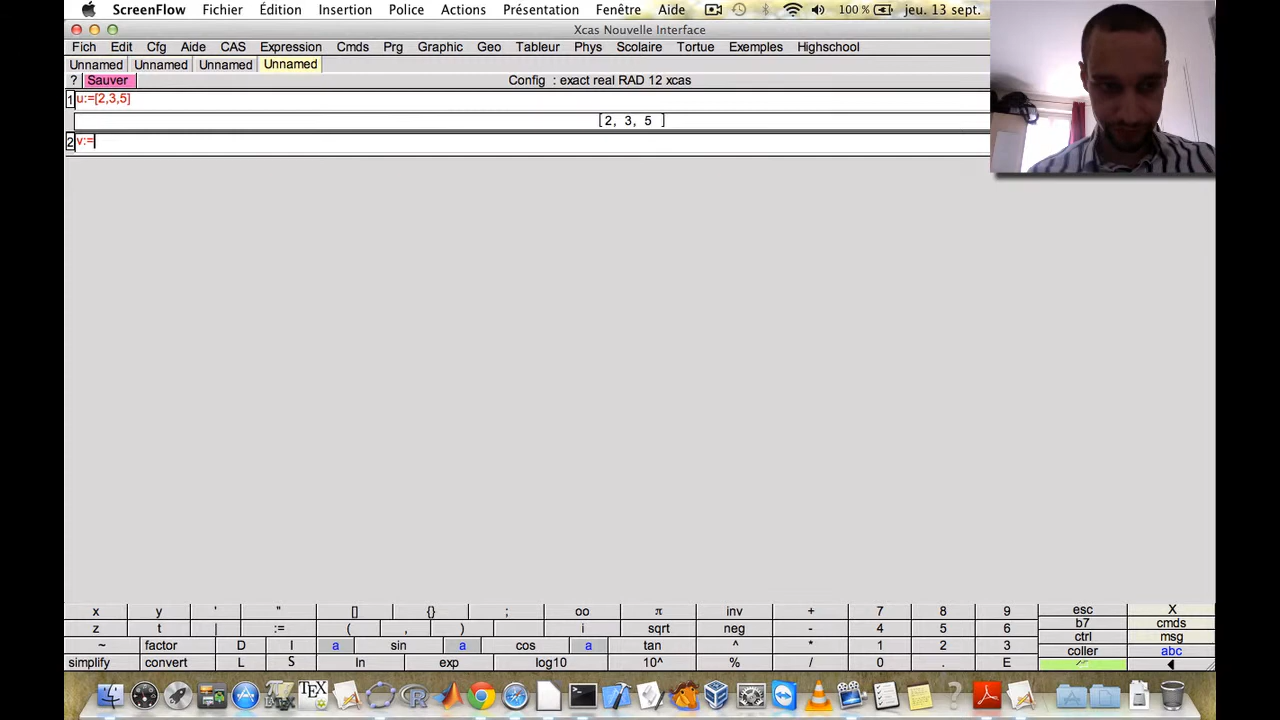 ScreenFlow Fichier Édition Insertion Police Actions Présentation Fenêtre Aide 100 % jeu. 13 sept.
Xcas Nouvelle Interface
Fich Edit Cfg Aide CAS Expression Cmds Prg Graphic Geo Tableur Phys Scolaire Tortue Exemples Highschool
Unnamed Unnamed Unnamed Unnamed
? Sauver Config : exact real RAD 12 xcas
1 u:=[2,3,5]
[2, 3, 5 ]
2 v:=
x y ' " [] {} ; oo π inv + 7 8 9 esc X
z t | := ( , ) i sqrt neg - 4 5 6 b7 cmds
~ factor D I a sin a cos a tan ^ * 1 2 3 ctrl msg
simplify convert L S ln exp log10 10^ % / 0 . E coller abc
TEX
R